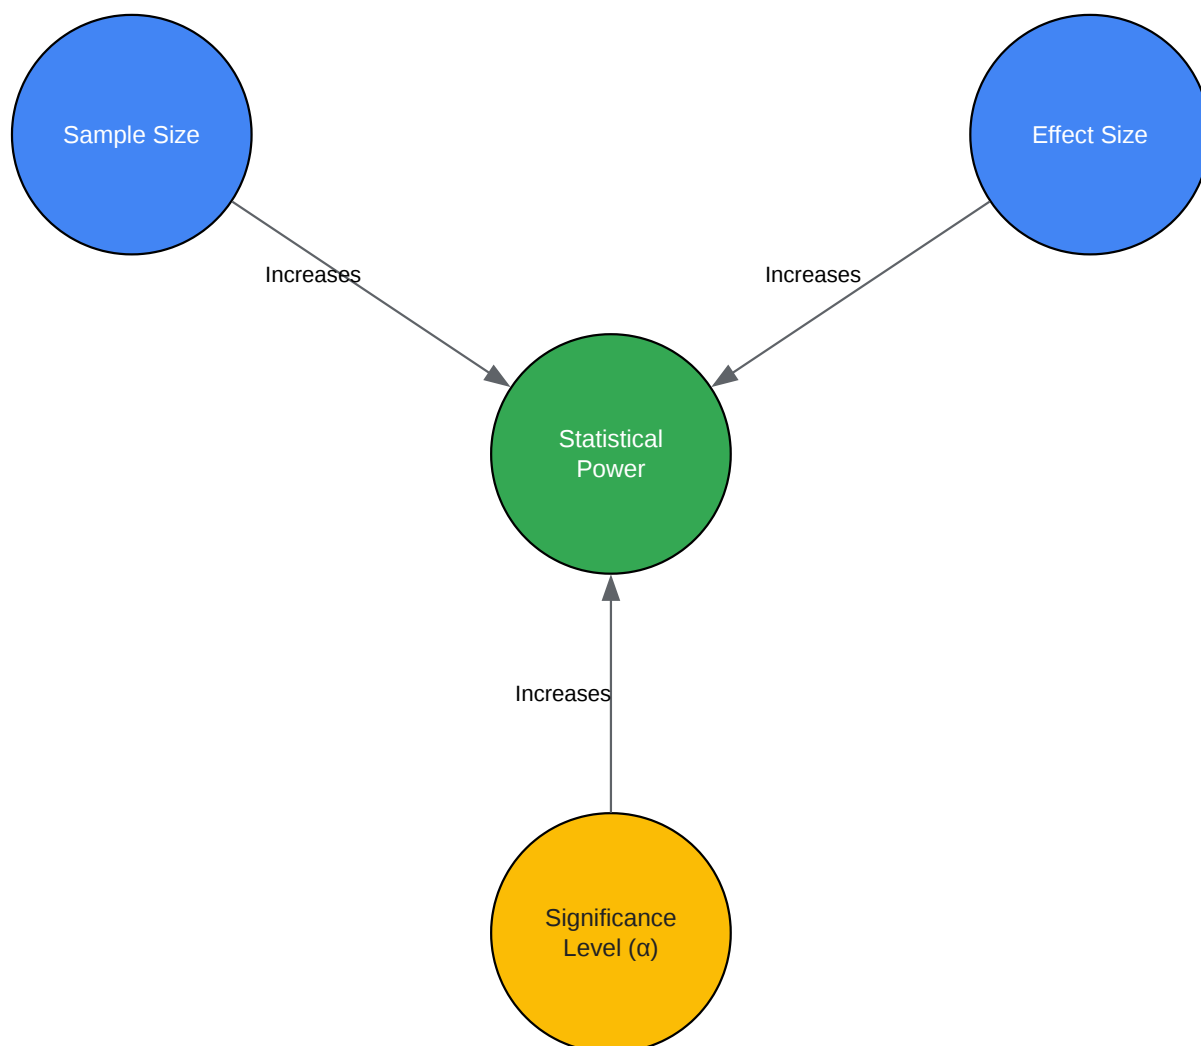 Sample Size
Effect Size
Increases
Increases
Statistical
Power
Increases
Significance
Level (α)